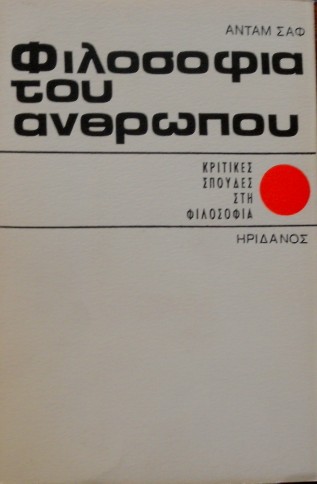 ΑΝΤΑΜ ΣΑΦ
Φιλοσοφια
του
ανθρωπου
ΚΡΙΤΙΚΕΣ
ΣΠΟΥΔΕΣ
ΣΤΗ
ΦΙΛΟΣΟΦΙΑ
ΗΡΙΔΑΝΟΣ